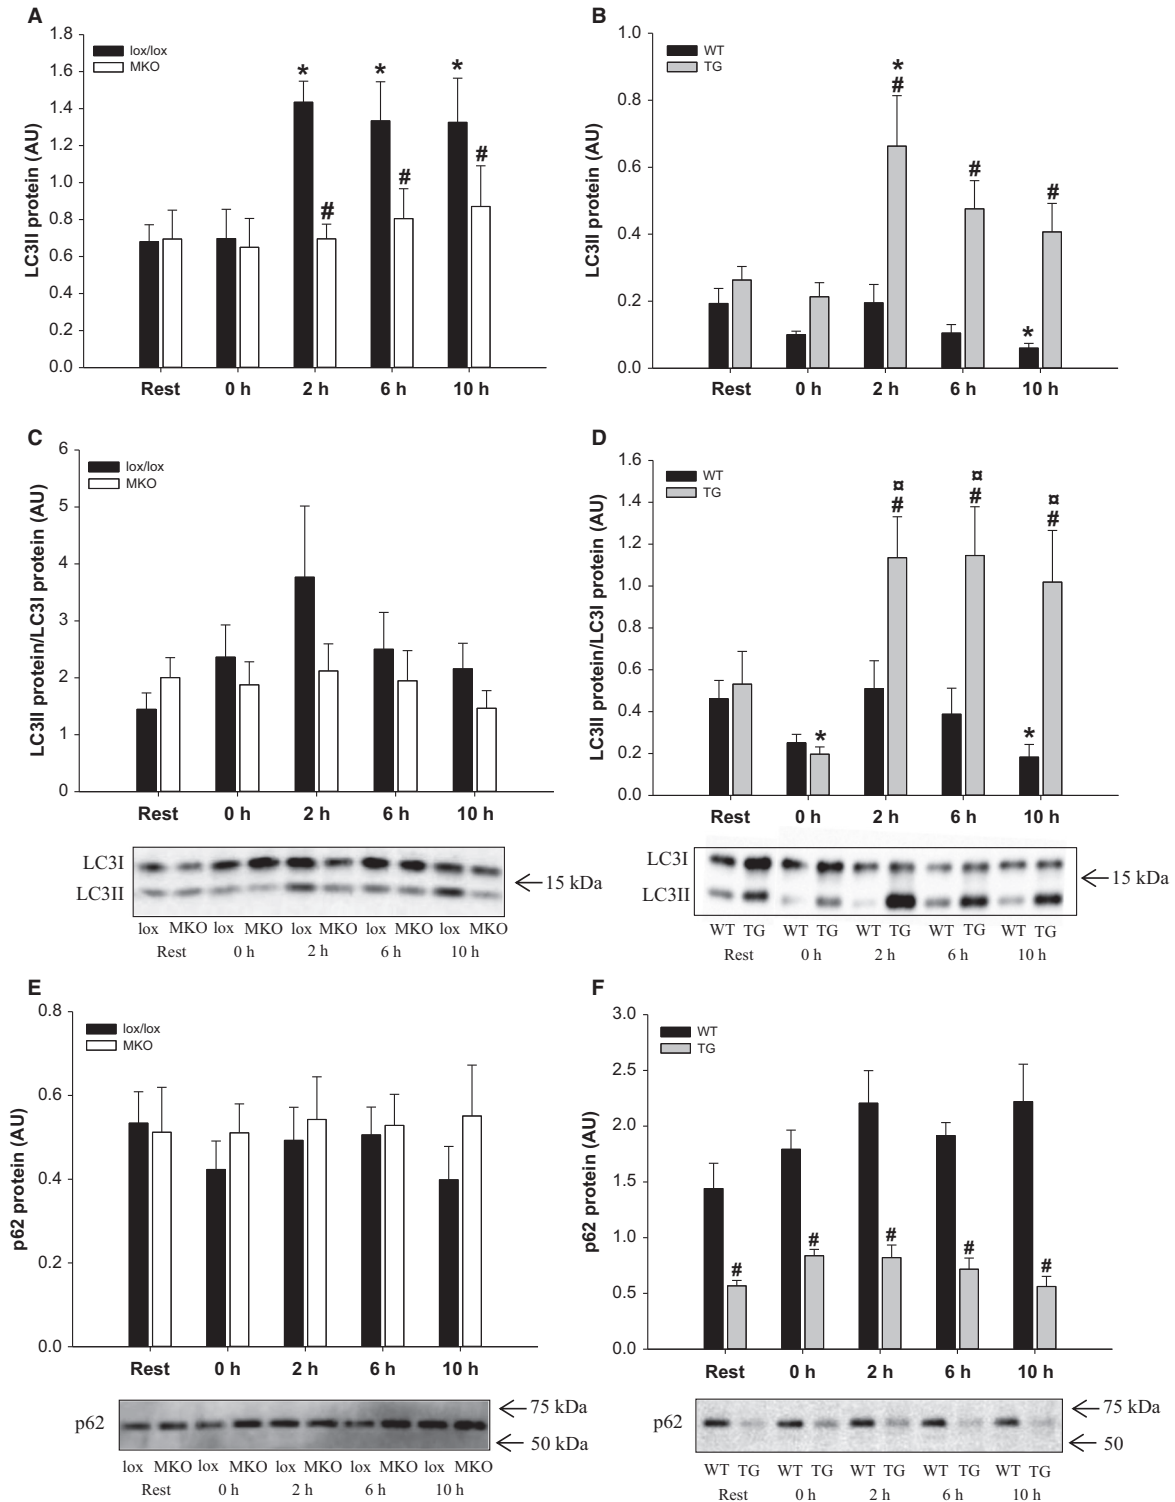 A
LC3II protein (AU)
1.8
1.6
1.4
1.2
1.0
0.8
0.6
0.4
0.2
0.0
lox/lox
MKO
* * *
# # #
Rest 0 h 2 h 6 h 10 h
B
LC3II protein (AU)
1.0
0.8
0.6
0.4
0.2
0.0
WT
TG
*
# # #
*
Rest 0 h 2 h 6 h 10 h
C
LC3II protein/LC3I protein (AU)
6
5
4
3
2
1
0
lox/lox
MKO
Rest 0 h 2 h 6 h 10 h
LC3I
LC3II
15 kDa
lox MKO lox MKO lox MKO lox MKO lox MKO
Rest 0 h 2 h 6 h 10 h
D
LC3II protein/LC3I protein (AU)
1.6
1.4
1.2
1.0
0.8
0.6
0.4
0.2
0.0
WT
TG
¤ ¤ ¤
# # #
* *
Rest 0 h 2 h 6 h 10 h
LC3I
LC3II
15 kDa
WT TG WT TG WT TG WT TG WT TG
Rest 0 h 2 h 6 h 10 h
E
p62 protein (AU)
0.8
0.6
0.4
0.2
0.0
lox/lox
MKO
Rest 0 h 2 h 6 h 10 h
p62
75 kDa
50 kDa
lox MKO lox MKO lox MKO lox MKO lox MKO
Rest 0 h 2 h 6 h 10 h
F
p62 protein (AU)
3.0
2.5
2.0
1.5
1.0
0.5
0.0
WT
TG
# # # # #
Rest 0 h 2 h 6 h 10 h
p62
75 kDa
50
WT TG WT TG WT TG WT TG WT TG
Rest 0 h 2 h 6 h 10 h